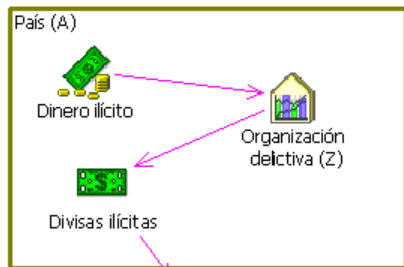 País (A)
Dinero ilícito
Organización
delictiva (Z)
Divisas ilícitas